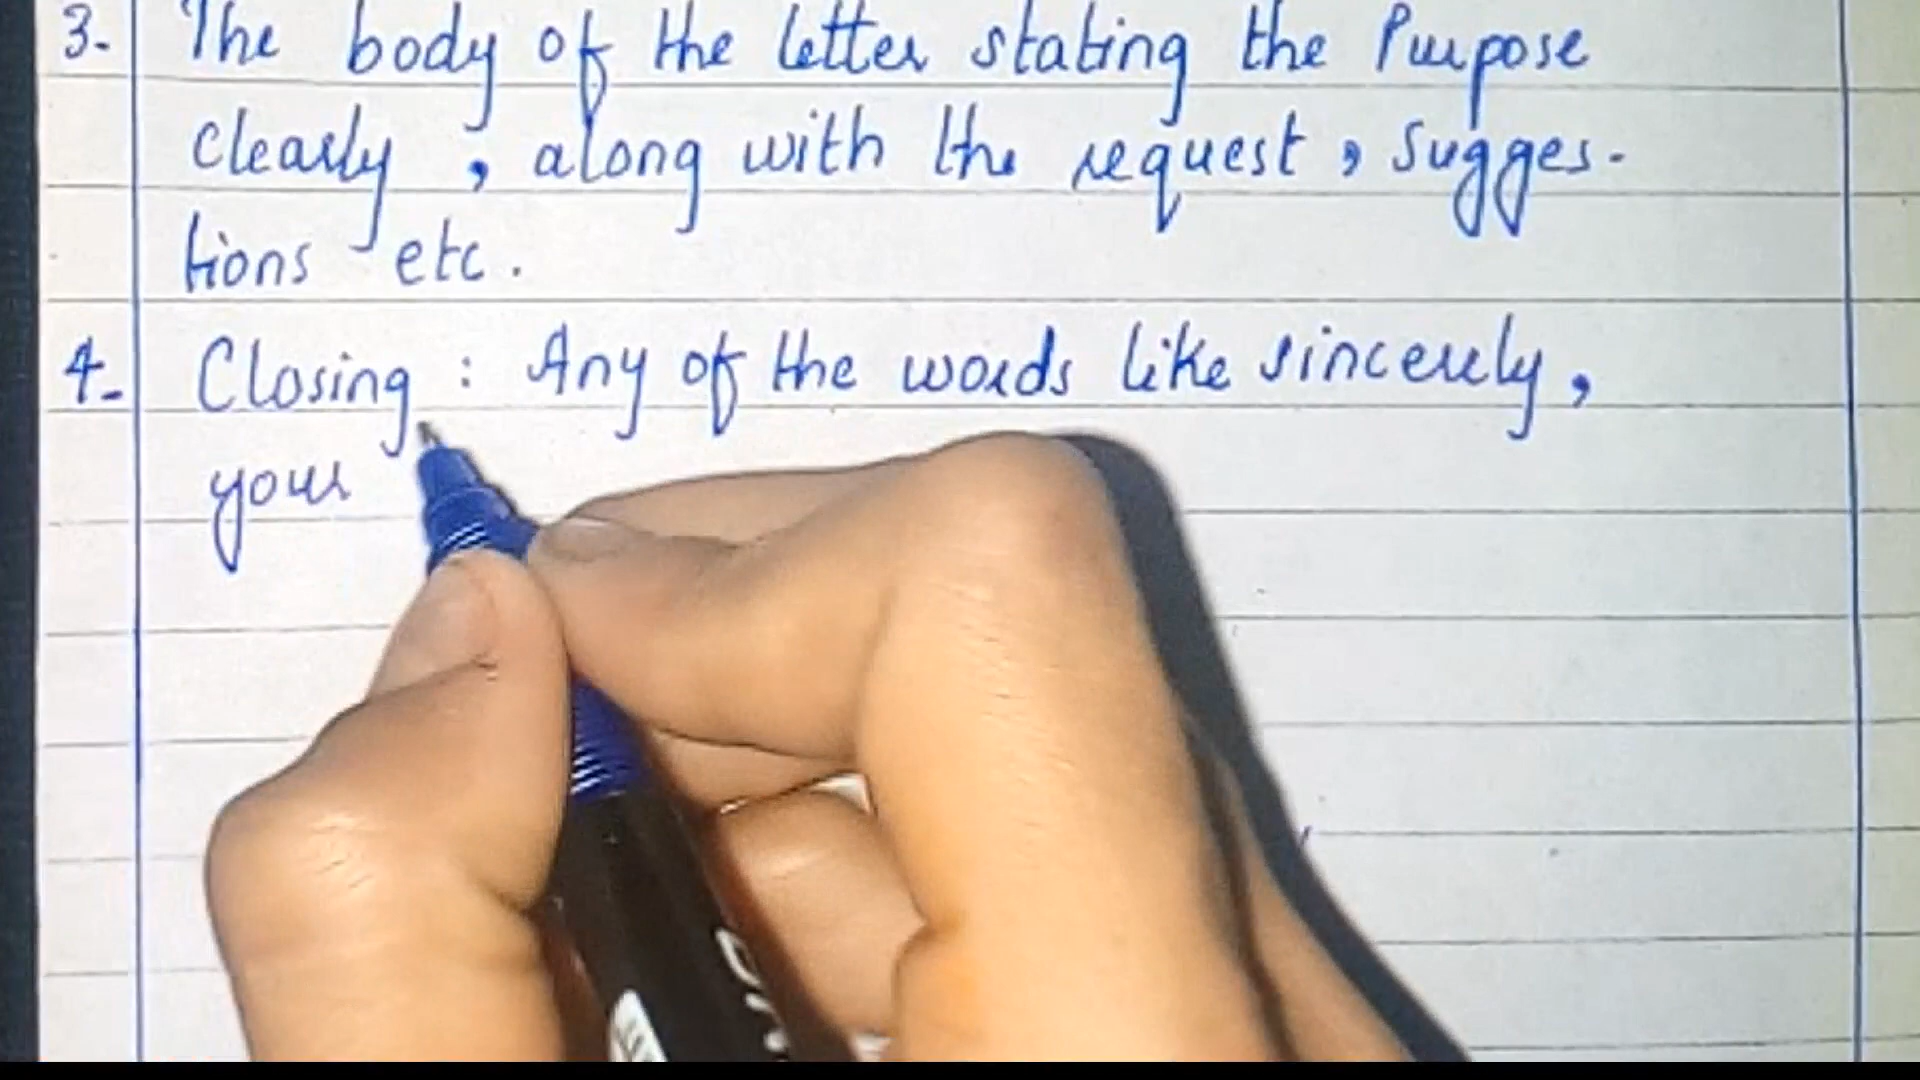 3. The body of the letter stating the Purpose
clearly, along with the request, Sugges-
tions etc.
4. Closing : Any of the words like sincerely,
your